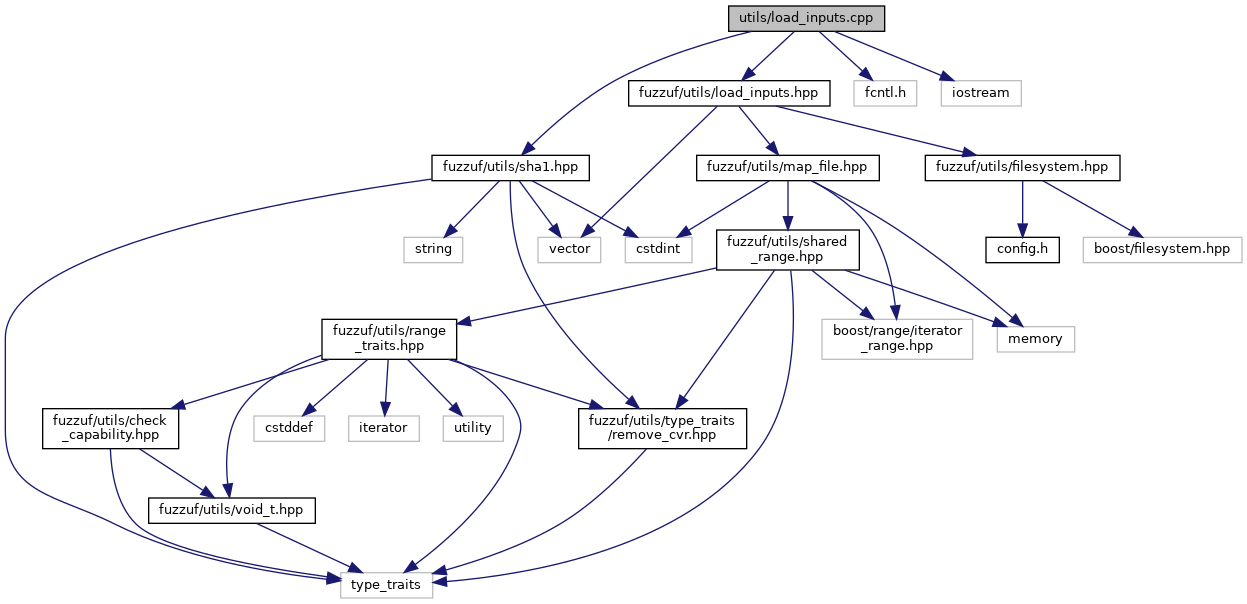 utils/load_inputs.cpp
fuzzuf/utils/load_inputs.hpp
fcntl.h
iostream
fuzzuf/utils/sha1.hpp
fuzzuf/utils/map_file.hpp
fuzzuf/utils/filesystem.hpp
string
vector
cstdint
fuzzuf/utils/shared
_range.hpp
config.h
boost/filesystem.hpp
fuzzuf/utils/range
_traits.hpp
boost/range/iterator
_range.hpp
memory
fuzzuf/utils/check
_capability.hpp
cstddef
iterator
utility
fuzzuf/utils/type_traits
/remove_cvr.hpp
fuzzuf/utils/void_t.hpp
type_traits